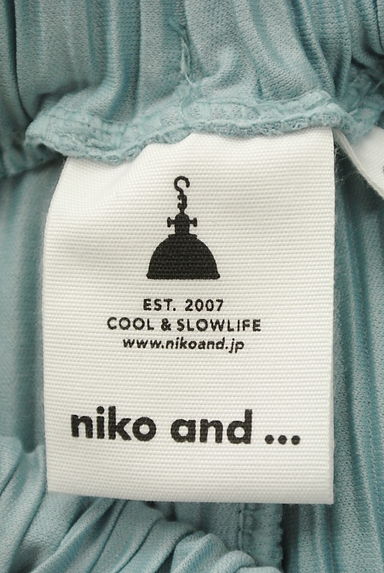 EST. 2007
COOL & SLOWLIFE
www.nikoand.jp
niko and ...